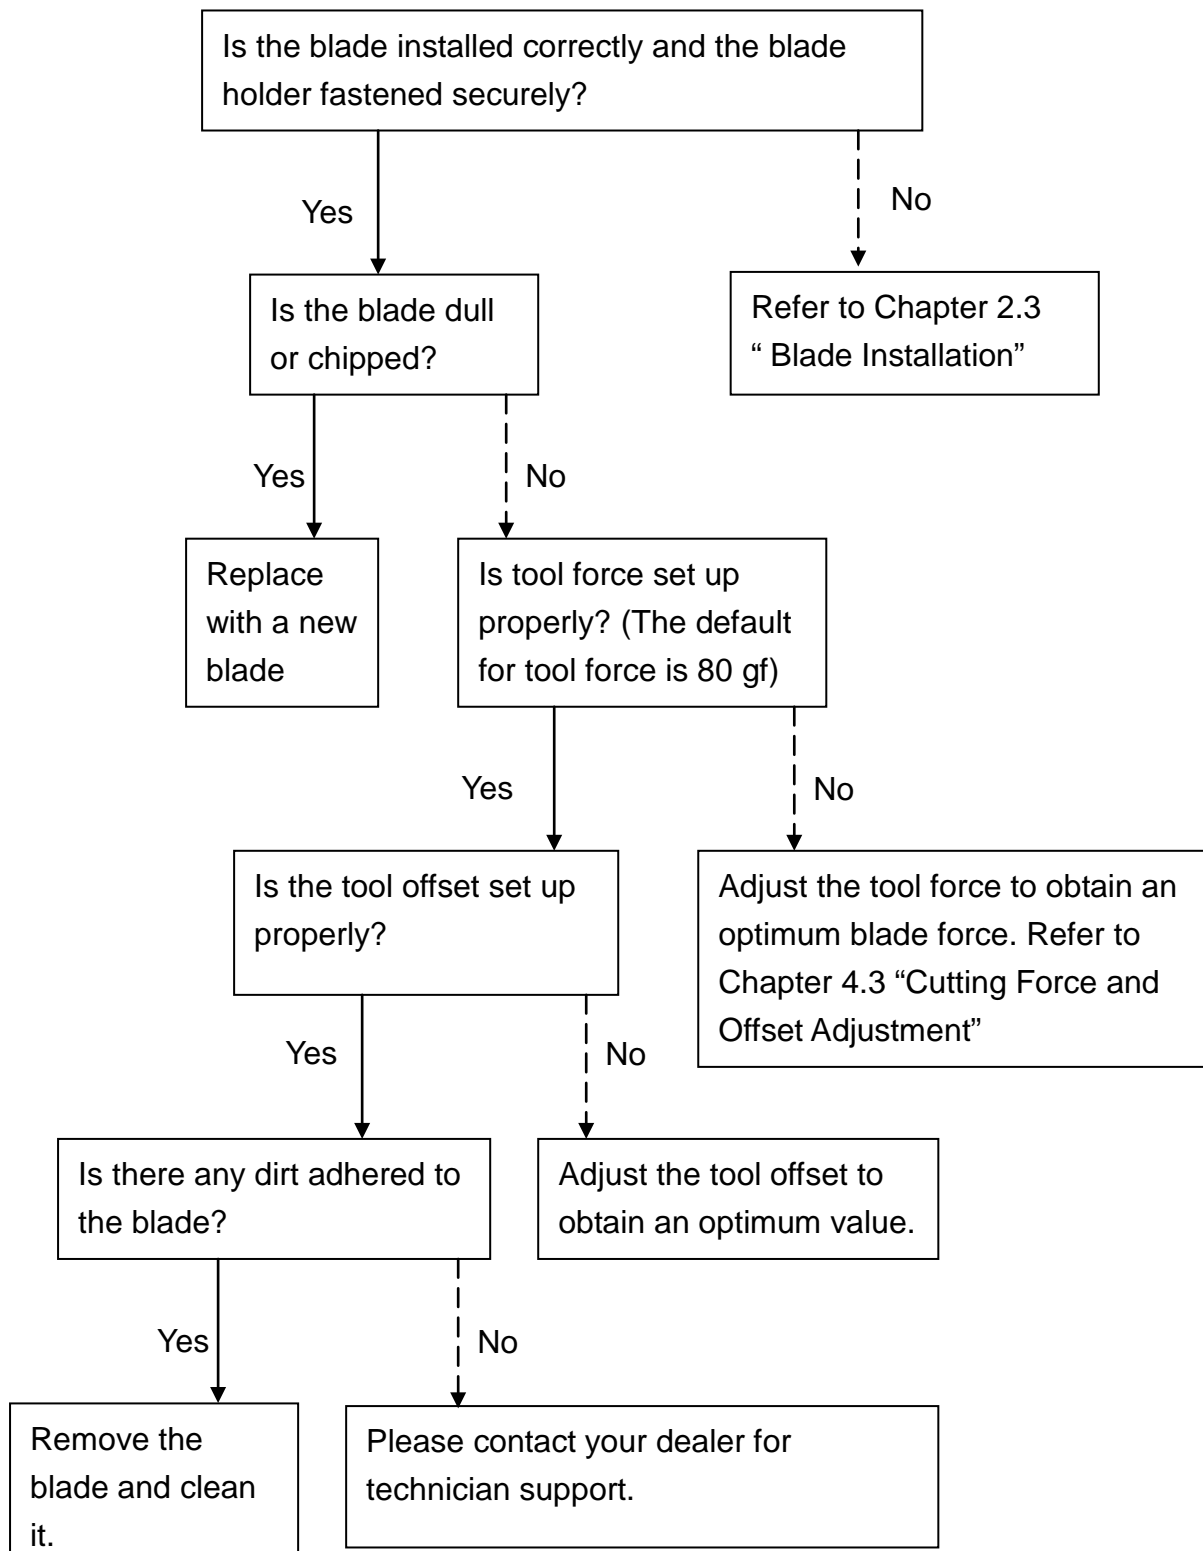 Is the blade installed correctly and the blade
holder fastened securely?
Yes
No
Is the blade dull
or chipped?
Refer to Chapter 2.3
“ Blade Installation”
Yes
No
Replace
with a new
blade
Is tool force set up
properly? (The default
for tool force is 80 gf)
Yes
No
Is the tool offset set up
properly?
Adjust the tool force to obtain an
optimum blade force. Refer to
Chapter 4.3 “Cutting Force and
Offset Adjustment”
Yes
No
Is there any dirt adhered to
the blade?
Adjust the tool offset to
obtain an optimum value.
Yes
No
Remove the
blade and clean
it.
Please contact your dealer for
technician support.